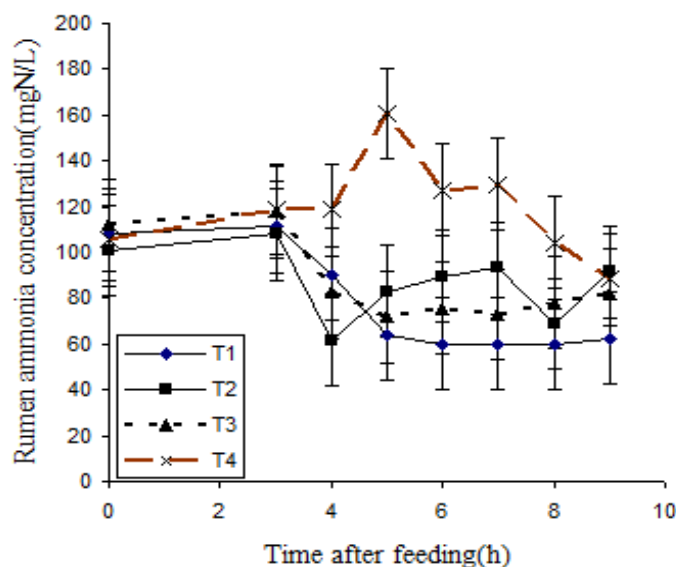 Rumen ammonia concentration(mgN/L)
200
180
160
140
120
100
80
60
40
20
0
T1
T2
T3
T4
0 2 4 6 8 10
Time after feeding(h)